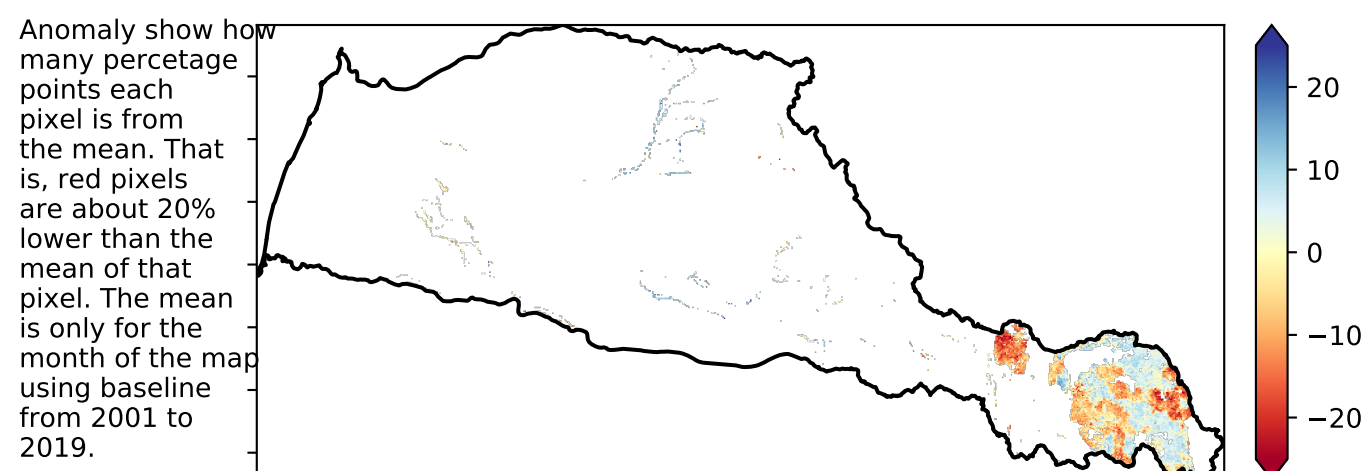 Anomaly show how
many percetage
points each
pixel is from
the mean. That
is, red pixels
are about 20%
lower than the
mean of that
pixel. The mean
is only for the
month of the map
using baseline
from 2001 to
2019.
20
10
0
−10
−20